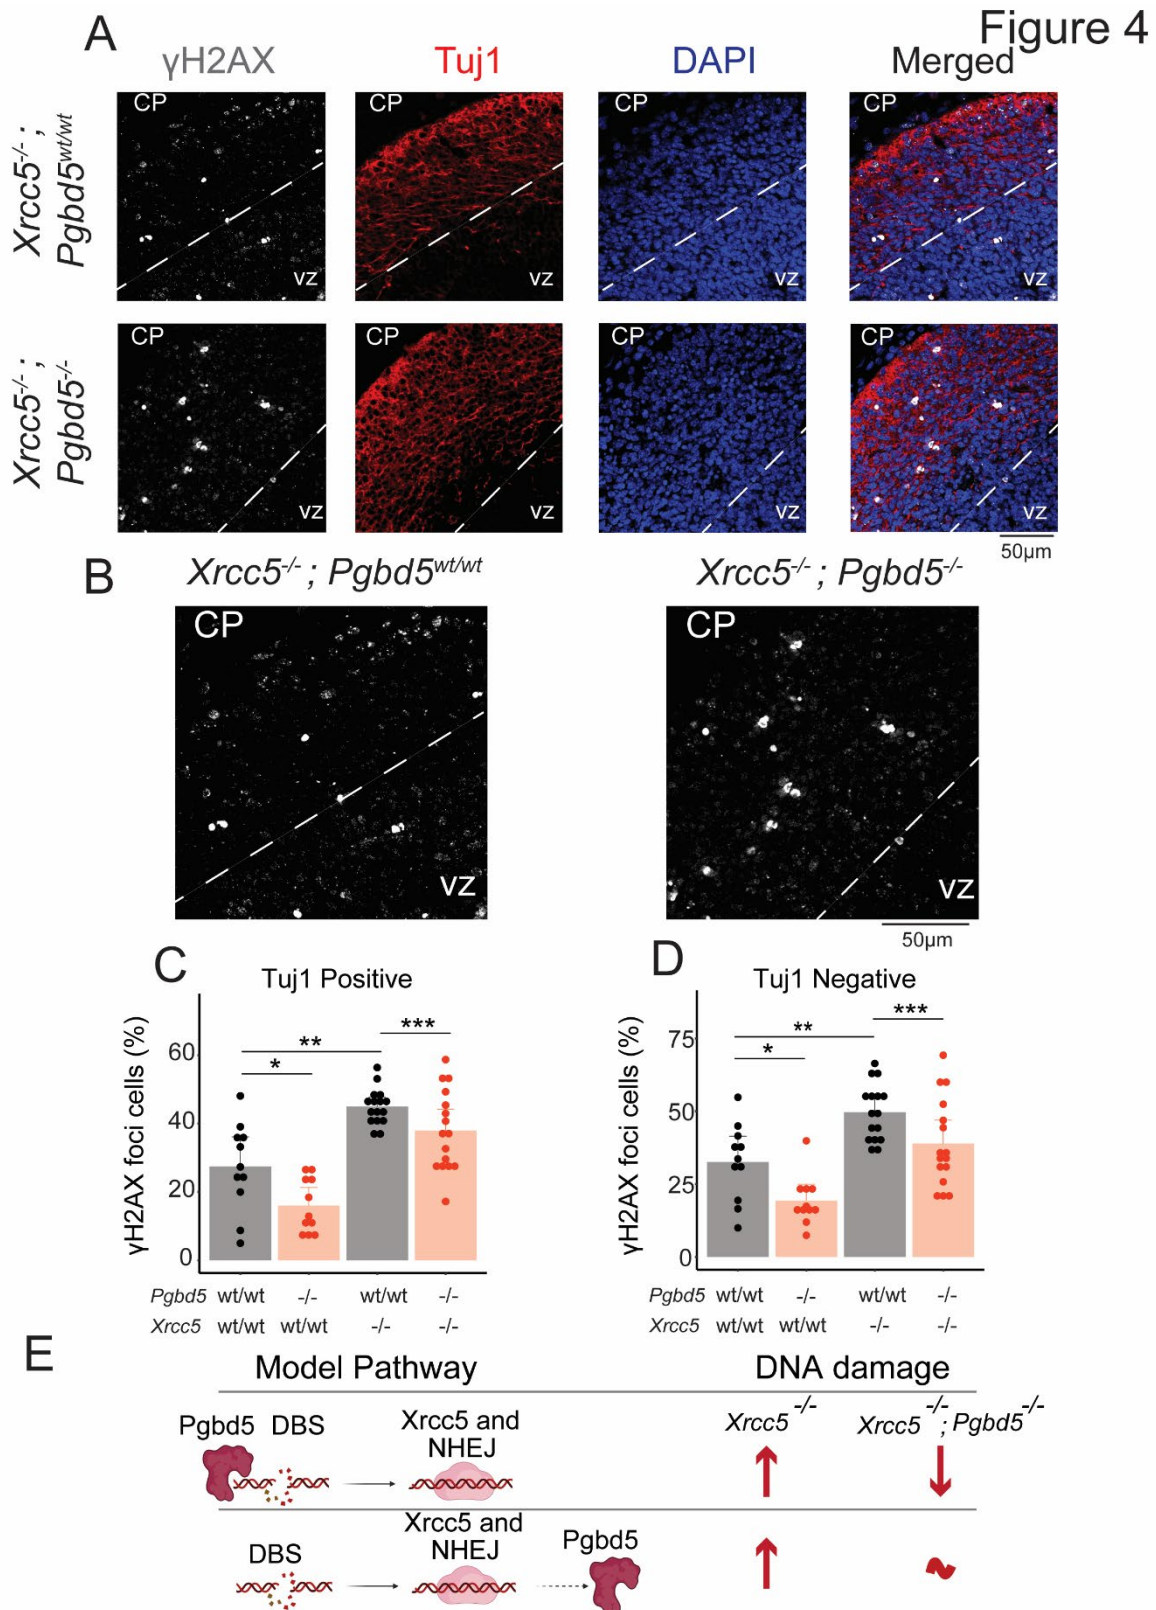 Figure 4
A
γH2AX Tuj1 DAPI Merged
Xrcc5-/- ;
Pgbd5wt/wt
CP CP CP CP
VZ VZ VZ VZ
Xrcc5-/- ;
Pgbd5-/-
CP CP CP CP
VZ VZ VZ VZ
50µm
B
Xrcc5-/- ; Pgbd5wt/wt Xrcc5-/- ; Pgbd5-/-
CP CP
VZ VZ
50µm
C
Tuj1 Positive
γH2AX foci cells (%)
60
40
20
0
* ** ***
Pgbd5 wt/wt -/- wt/wt -/-
Xrcc5 wt/wt wt/wt -/- -/-
D
Tuj1 Negative
γH2AX foci cells (%)
75
50
25
0
* ** ***
Pgbd5 wt/wt -/- wt/wt -/-
Xrcc5 wt/wt wt/wt -/- -/-
E
Model Pathway DNA damage
Xrcc5-/- Xrcc5-/-; Pgbd5-/-
Pgbd5 DBS Xrcc5 and
NHEJ
DBS Xrcc5 and
NHEJ Pgbd5